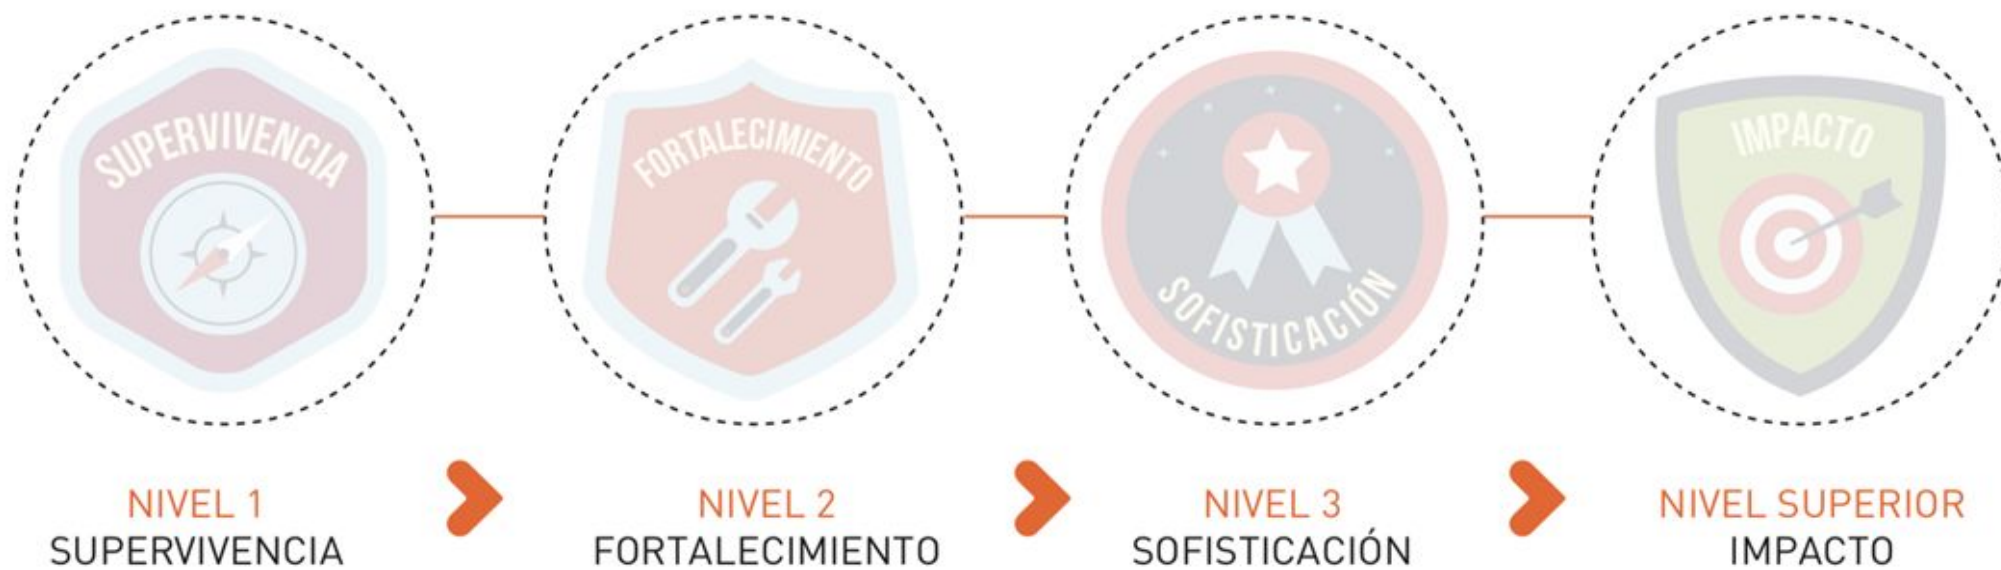 SUPERVIVENCIA
FORTALECIMIENTO
SOFISTICACIÓN
IMPACTO
NIVEL 1
SUPERVIVENCIA
NIVEL 2
FORTALECIMIENTO
NIVEL 3
SOFISTICACIÓN
NIVEL SUPERIOR
IMPACTO